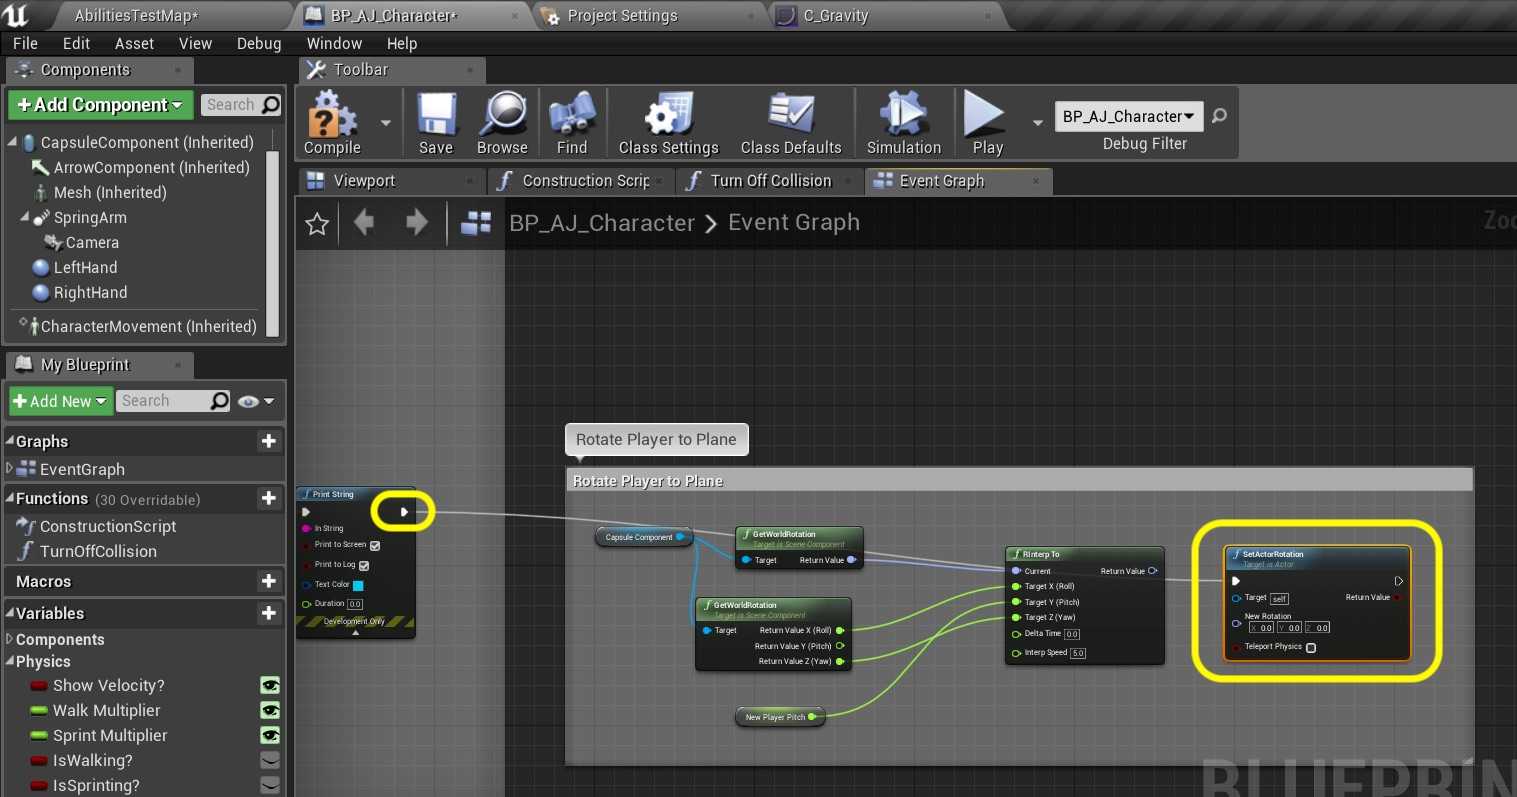 AbilitiesTestMap*
BP_AJ_Character*
Project Settings
C_Gravity
File Edit Asset View Debug Window Help
Components
Toolbar
+Add Component
Search
CapsuleComponent (Inherited)
ArrowComponent (Inherited)
Mesh (Inherited)
SpringArm
Camera
LeftHand
RightHand
CharacterMovement (Inherited)
Compile
Save
Browse
Find
Class Settings
Class Defaults
Simulation
Play
BP_AJ_Character
Debug Filter
Viewport
Construction Scrip
Turn Off Collision
Event Graph
BP_AJ_Character > Event Graph
Zoo
My Blueprint
+Add New
Search
Graphs
EventGraph
Functions (30 Overridable)
ConstructionScript
TurnOffCollision
Macros
Variables
Components
Physics
Show Velocity?
Walk Multiplier
Sprint Multiplier
IsWalking?
IsSprinting?
Rotate Player to Plane
Rotate Player to Plane
Print String
In String
Print to Screen
Print to Log
Text Color
Duration 0.0
Development Only
Capsule Component
GetWorldRotation
Target is Scene Component
Target Return Value
GetWorldRotation
Target is Scene Component
Target Return Value X (Roll)
Return Value Y (Pitch)
Return Value Z (Yaw)
New Player Pitch
RInterp To
Current Return Value
Target X (Roll)
Target Y (Pitch)
Target Z (Yaw)
Delta Time 0.0
Interp Speed 5.0
SetActorRotation
Target is Actor
Target self Return Value
New Rotation
X 0.0 Y 0.0 Z 0.0
Teleport Physics
BLUEPRIN